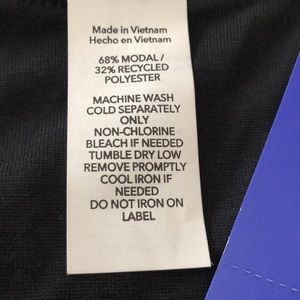 Made in Vietnam
Hecho en Vietnam
68% MODAL /
32% RECYCLED
POLYESTER
MACHINE WASH
COLD SEPARATELY
ONLY
NON-CHLORINE
BLEACH IF NEEDED
TUMBLE DRY LOW
REMOVE PROMPTLY
COOL IRON IF
NEEDED
DO NOT IRON ON
LABEL